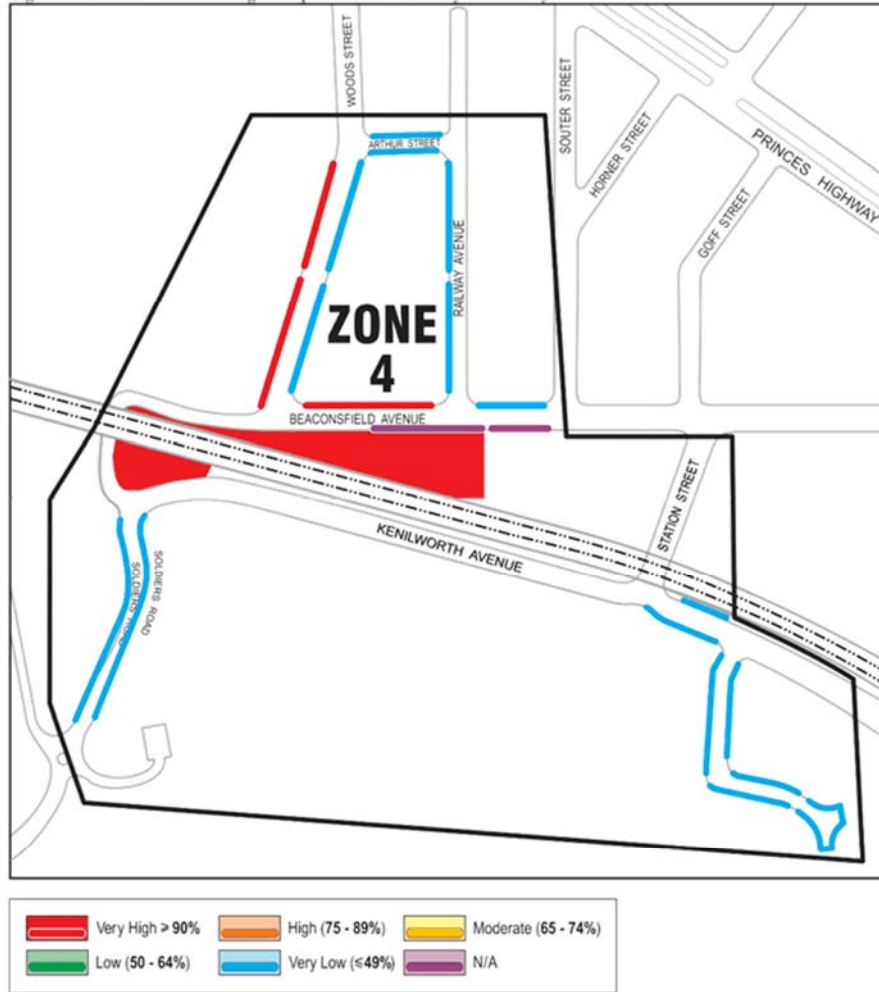 WOODS STREET
SOUTER STREET
ARTHUR STREET
HORNER STREET
PRINCES HIGHWAY
GOFF STREET
RAILWAY AVENUE
ZONE
4
BEACONSFIELD AVENUE
STATION STREET
KENILWORTH AVENUE
SOLDIERS ROAD
SOLDIERS ROAD
Very High ≥ 90%
High (75 - 89%)
Moderate (65 - 74%)
Low (50 - 64%)
Very Low (≤49%)
N/A